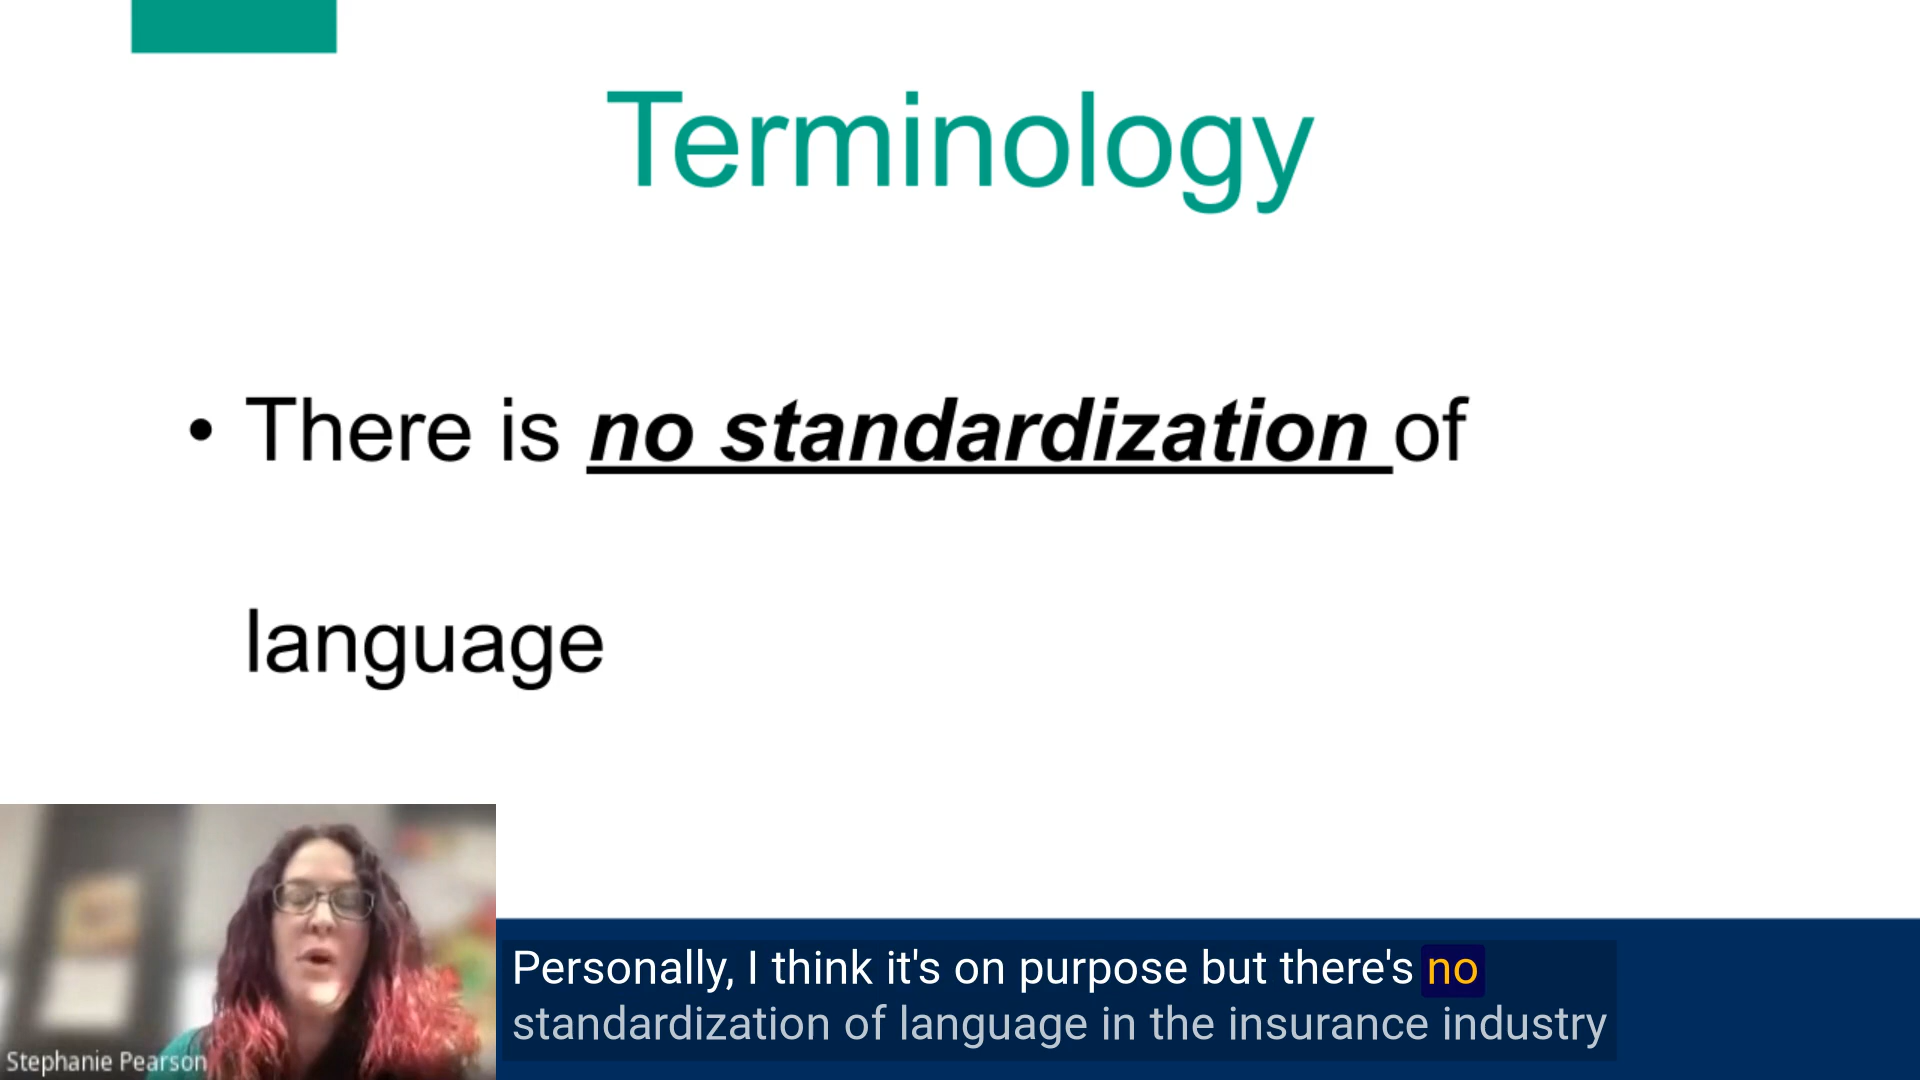 Terminology
• There is no standardization of
language
Stephanie Pearson
Personally, I think it's on purpose but there's no
standardization of language in the insurance industry